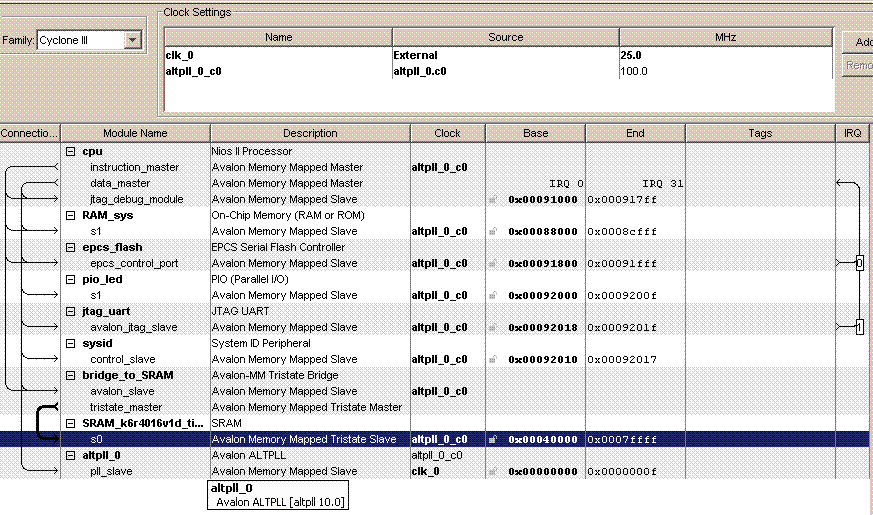 Clock Settings
Family: Cyclone III
Name Source MHz
clk_0 External 25.0
altpll_0_c0 altpll_0.c0 100.0
Add
Remo
Connectio... Module Name Description Clock Base End Tags IRQ
cpu Nios II Processor
instruction_master Avalon Memory Mapped Master altpll_0_c0
data_master Avalon Memory Mapped Master IRQ 0 IRQ 31
jtag_debug_module Avalon Memory Mapped Slave 0x00091000 0x000917ff
RAM_sys On-Chip Memory (RAM or ROM)
s1 Avalon Memory Mapped Slave altpll_0_c0 0x00088000 0x0008cfff
epcs_flash EPCS Serial Flash Controller
epcs_control_port Avalon Memory Mapped Slave altpll_0_c0 0x00091800 0x00091fff 0
pio_led PIO (Parallel I/O)
s1 Avalon Memory Mapped Slave altpll_0_c0 0x00092000 0x0009200f
jtag_uart JTAG UART
avalon_jtag_slave Avalon Memory Mapped Slave altpll_0_c0 0x00092018 0x0009201f 1
sysid System ID Peripheral
control_slave Avalon Memory Mapped Slave altpll_0_c0 0x00092010 0x00092017
bridge_to_SRAM Avalon-MM Tristate Bridge
avalon_slave Avalon Memory Mapped Slave altpll_0_c0
tristate_master Avalon Memory Mapped Tristate Master
SRAM_k6r4016v1d_ti... SRAM
s0 Avalon Memory Mapped Tristate Slave altpll_0_c0 0x00040000 0x0007ffff
altpll_0 Avalon ALTPLL altpll_0_c0
pll_slave Avalon Memory Mapped Slave clk_0 0x00000000 0x0000000f
altpll_0
Avalon ALTPLL [altpll 10.0]